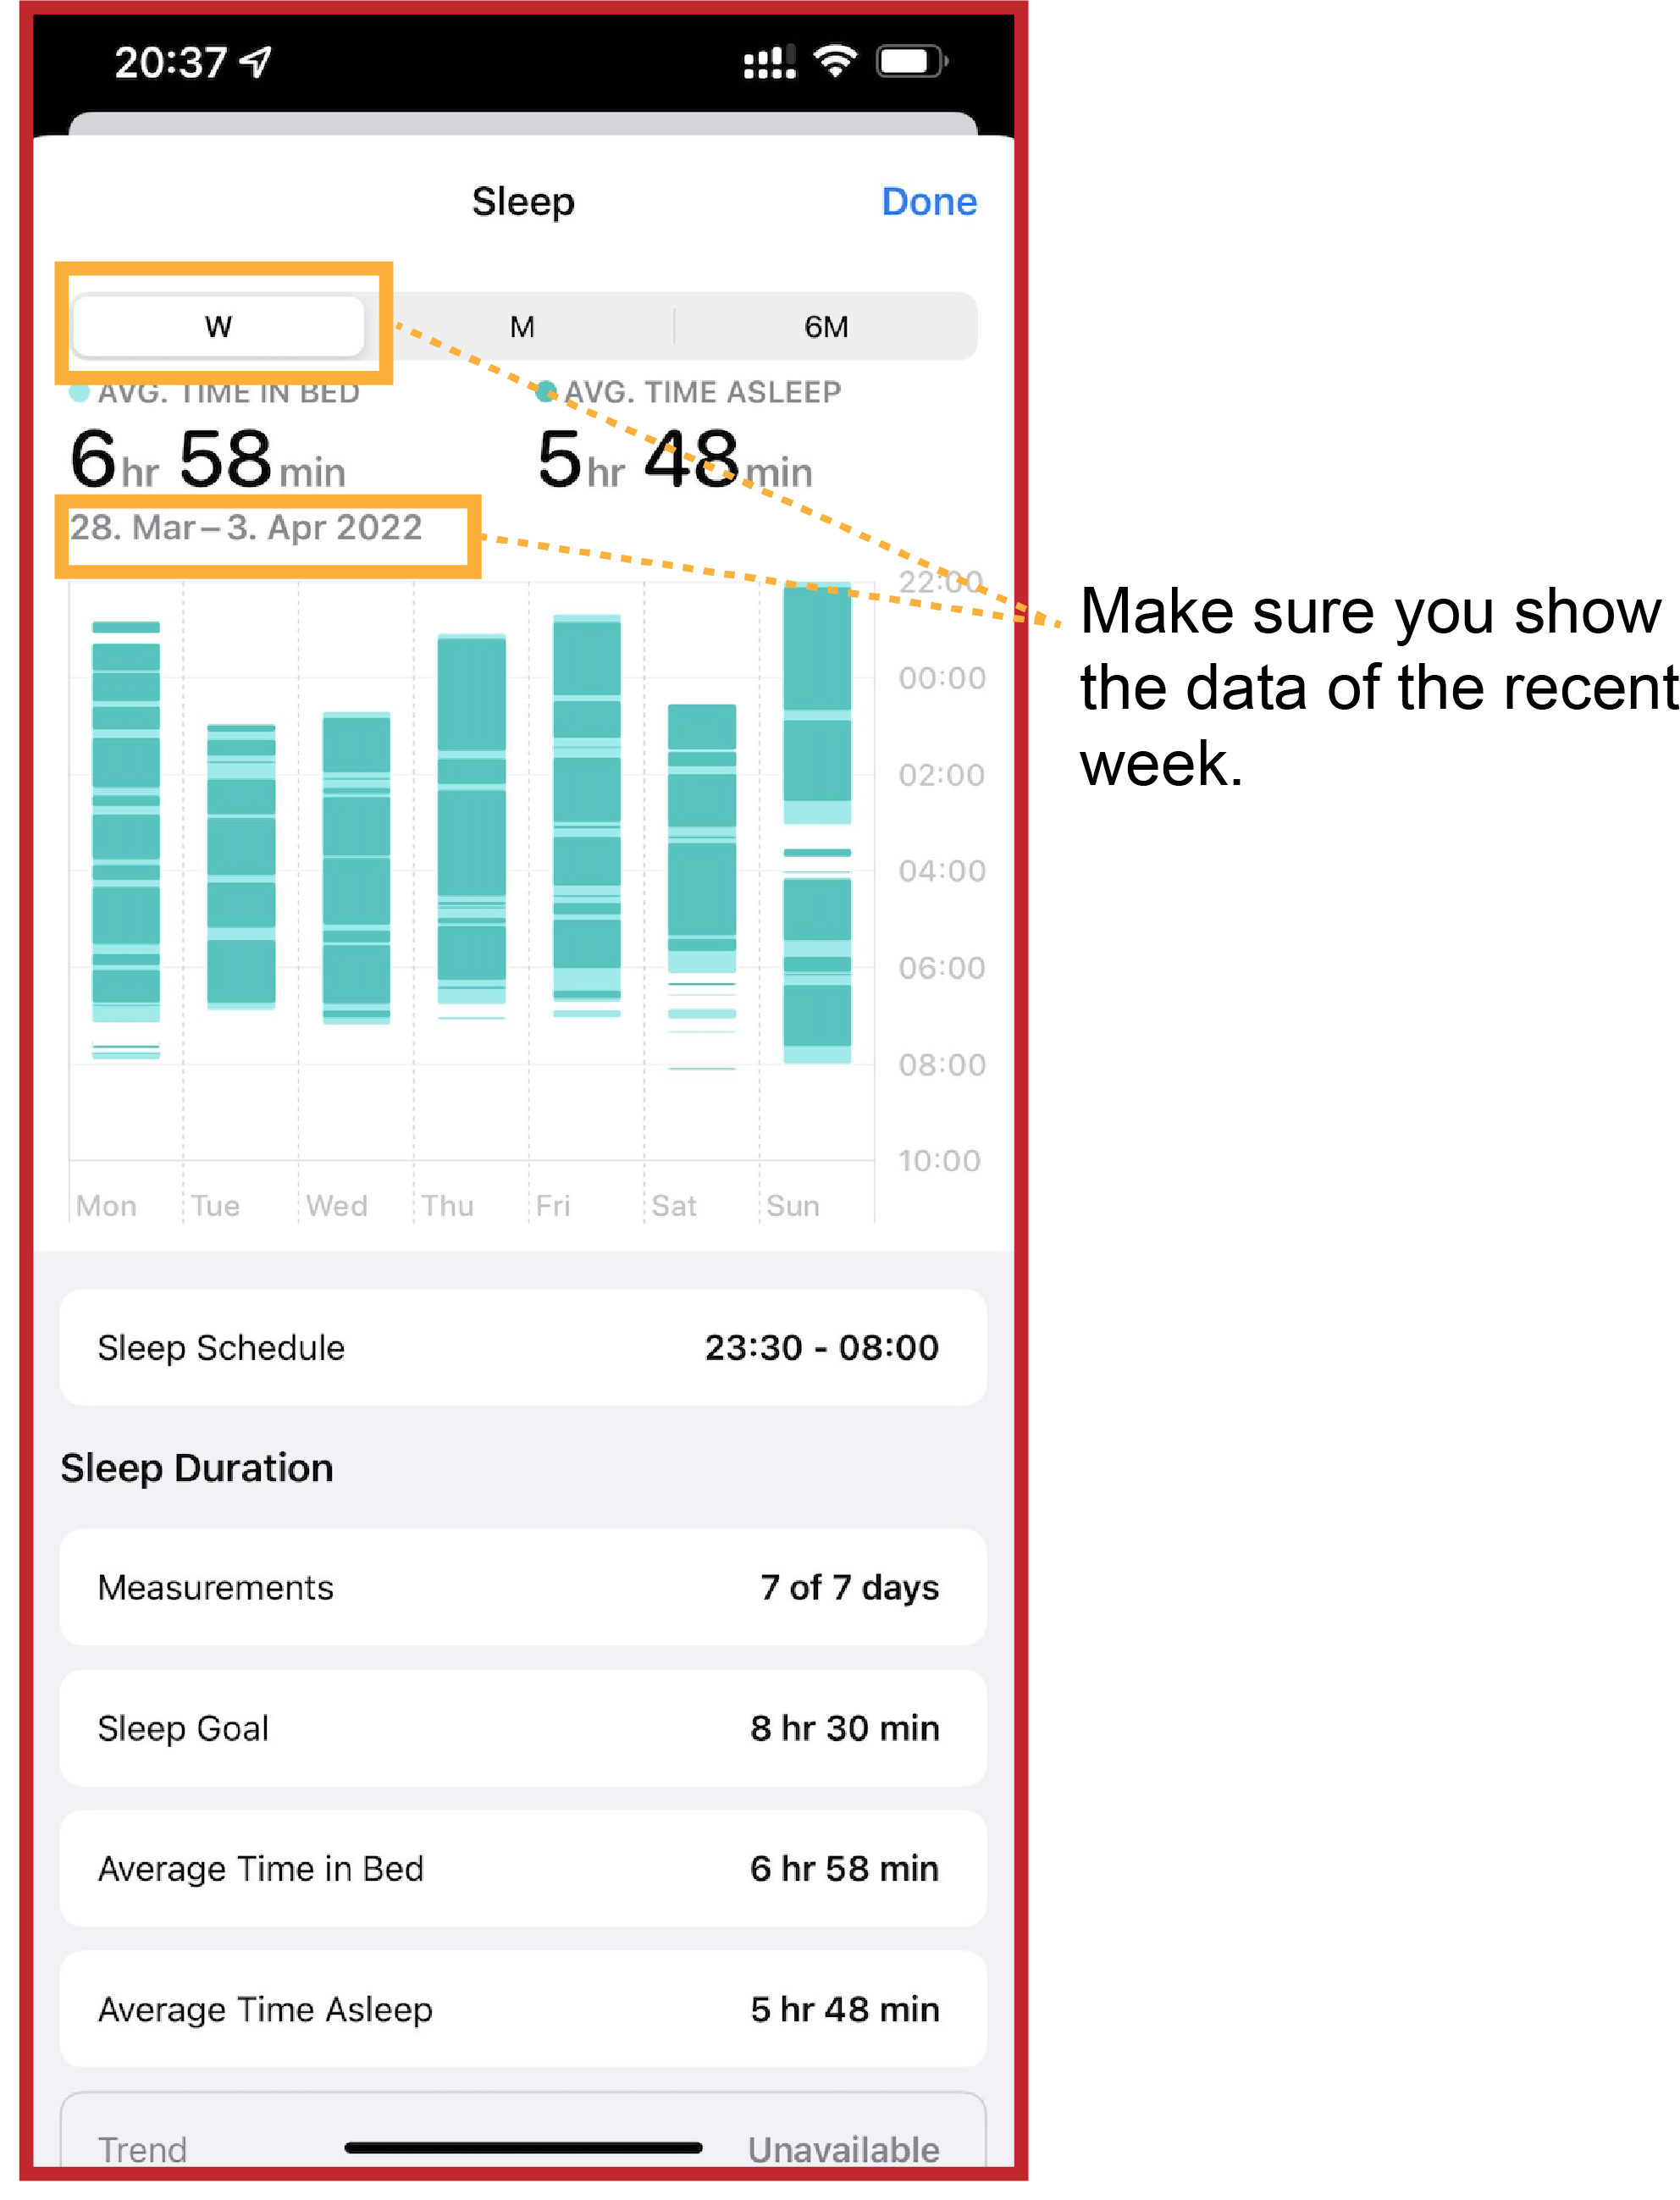 20:37
Sleep
Done
W
M
6M
AVG. TIME IN BED
AVG. TIME ASLEEP
6 hr 58 min
5 hr 48 min
28. Mar–3. Apr 2022
22:00
00:00
02:00
04:00
06:00
08:00
10:00
Mon Tue Wed Thu Fri Sat Sun
Make sure you show
the data of the recent
week.
Sleep Schedule 23:30 - 08:00
Sleep Duration
Measurements 7 of 7 days
Sleep Goal 8 hr 30 min
Average Time in Bed 6 hr 58 min
Average Time Asleep 5 hr 48 min
Trend Unavailable